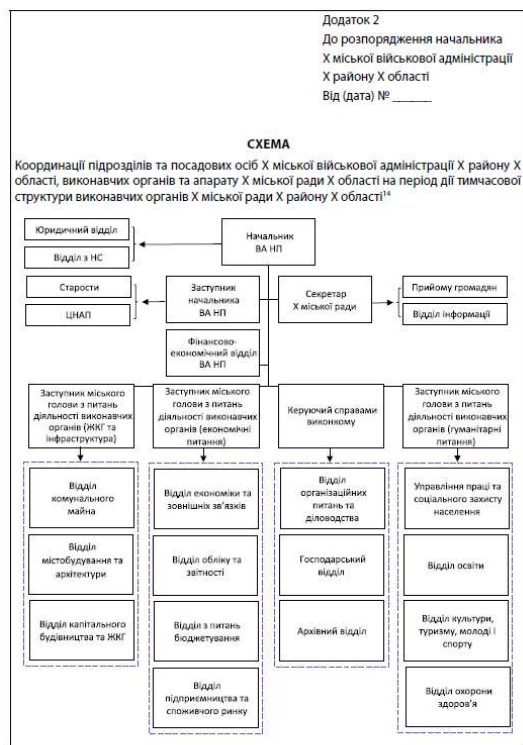 Додаток 2
До розпорядження начальника
Х міської військової адміністрації
Х району Х області
Від (дата) № ______
СХЕМА
Координації підрозділів та посадових осіб Х міської військової адміністрації Х району Х
області, виконавчих органів та апарату Х міської ради Х області на період дії тимчасової
структури виконавчих органів Х міської ради Х району Х області¹⁴
Юридичний відділ
Відділ з НС
Начальник
ВА НП
Старости
ЦНАП
Заступник
начальника
ВА НП
Секретар
Х міської ради
Прийому громадян
Відділ інформації
Фінансово-
економічний відділ
ВА НП
Заступник міського
голови з питань
діяльності виконавчих
органів (ЖКГ та
інфраструктура)
Заступник міського
голови з питань
діяльності виконавчих
органів (економічні
питання)
Керуючий справами
виконкому
Заступник міського
голови з питань
діяльності виконавчих
органів (гуманітарні
питання)
Відділ
комунального
майна
Відділ
містобудування та
архітектури
Відділ капітального
будівництва та ЖКГ
Відділ економіки та
зовнішніх зв’язків
Відділ обліку та
звітності
Відділ з питань
бюджетування
Відділ
підприємництва та
споживчого ринку
Відділ
організаційних
питань та
діловодства
Господарський
відділ
Архівний відділ
Управління праці та
соціального захисту
населення
Відділ освіти
Відділ культури,
туризму, молоді і
спорту
Відділ охорони
здоров’я